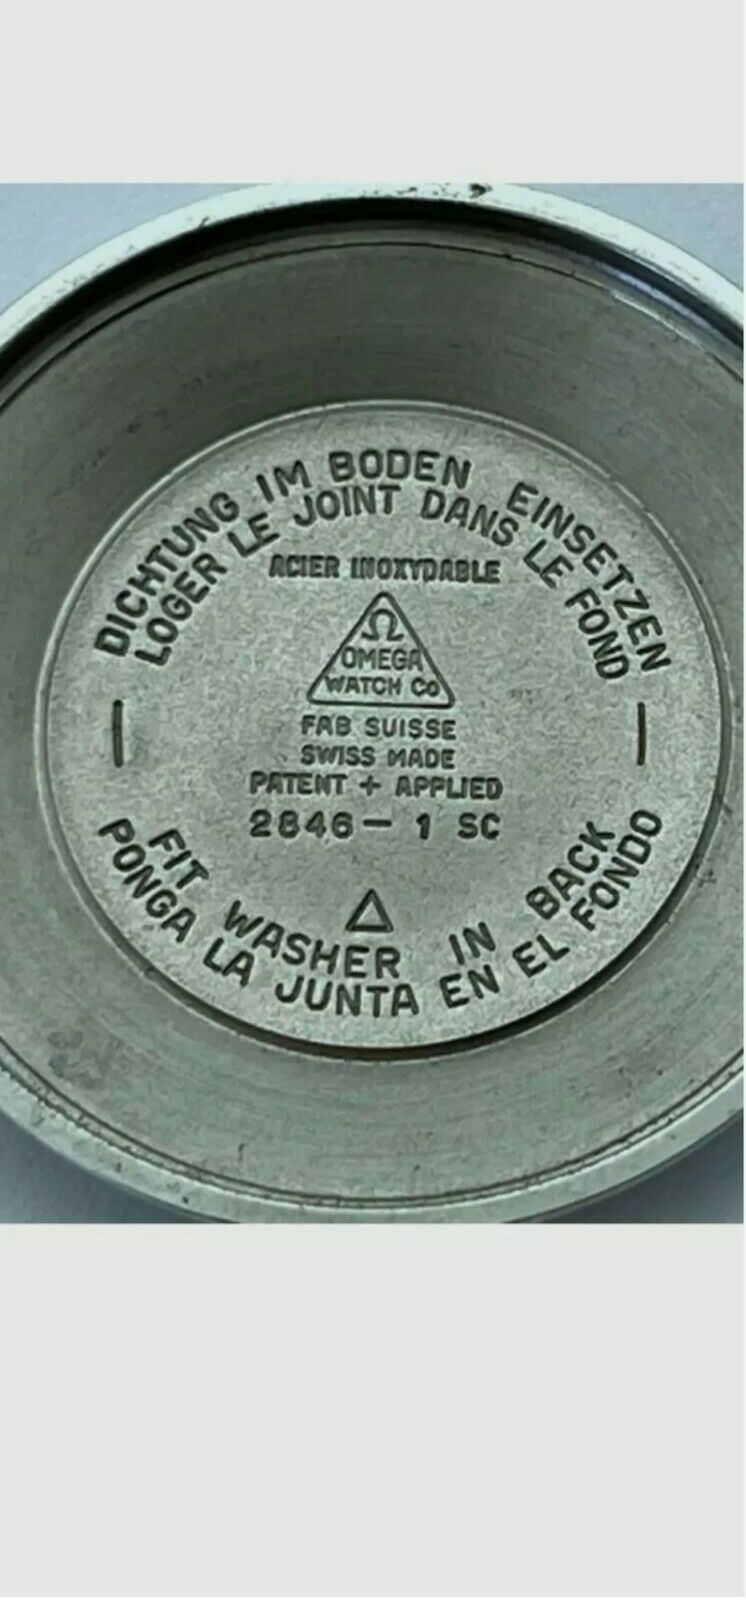 DICHTUNG IM BODEN EINSETZEN
LOGER LE JOINT DANS LE FOND
ACIER INOXYDABLE
Ω
OMEGA
WATCH Co
FAB SUISSE
SWISS MADE
PATENT + APPLIED
2846 - 1 SC
FIT WASHER IN BACK
PONGA LA JUNTA EN EL FONDO